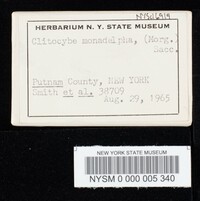 HERBARIUM N. Y. STATE MUSEUM
Clitocybe monadelpha, (Morg.)
Sacc.
Putnam County, NEW YORK
Smith et al. 38709
Aug. 29, 1965
NEW YORK STATE MUSEUM
NYSM 0 000 005 340